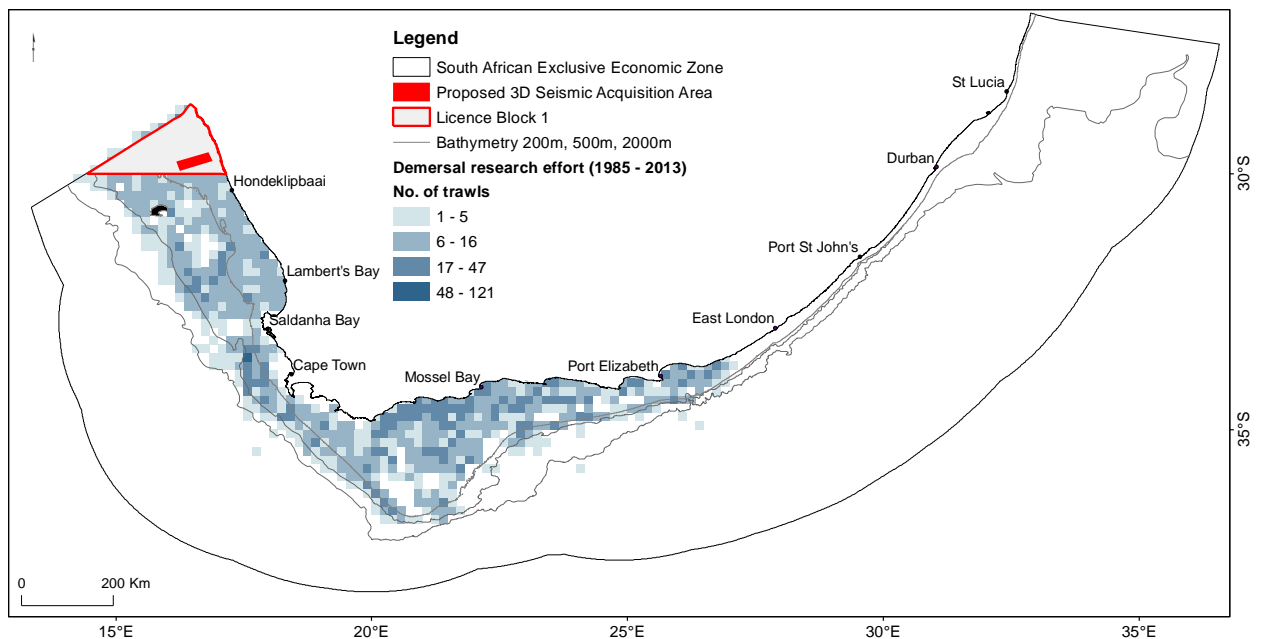 Legend
South African Exclusive Economic Zone
Proposed 3D Seismic Acquisition Area
Licence Block 1
Bathymetry 200m, 500m, 2000m
Demersal research effort (1985 - 2013)
No. of trawls
1 - 5
6 - 16
17 - 47
48 - 121
St Lucia
Durban
Port St John's
East London
Port Elizabeth
Mossel Bay
Hondeklipbaai
Lambert's Bay
Saldanha Bay
Cape Town
30°S
35°S
0 200 Km
15°E 20°E 25°E 30°E 35°E